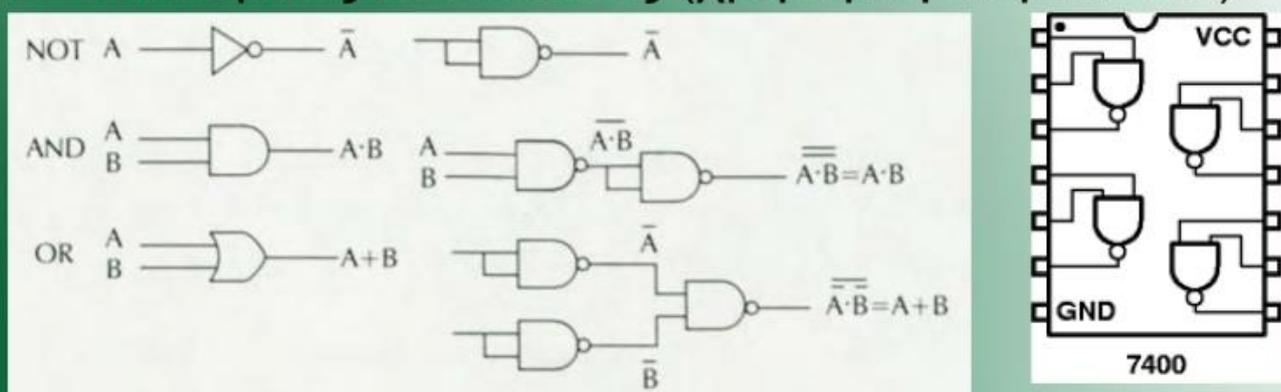 NOT A A̅ A̅
AND A B A·B A B A̅·̅B̅ A̿·̿B̿=A·B
OR A B A+B A̅ B̅ A̿·̿B̿=A+B
VCC
GND
7400